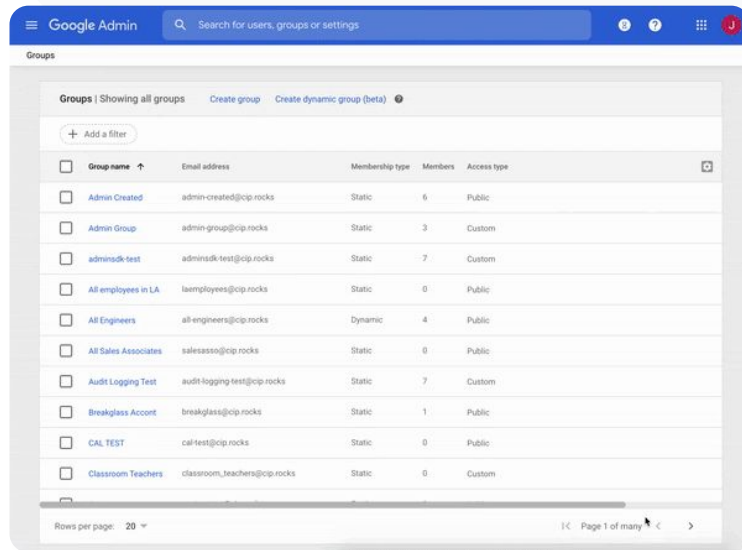 Google Admin
Search for users, groups or settings
8
?
J
Groups
Groups | Showing all groups Create group Create dynamic group (beta) ?
+ Add a filter
Group name ↑ Email address Membership type Members Access type
Admin Created admin-created@cip.rocks Static 6 Public
Admin Group admin-group@cip.rocks Static 3 Custom
adminsdk-test adminsdk-test@cip.rocks Static 7 Custom
All employees in LA laemployees@cip.rocks Static 0 Public
All Engineers all-engineers@cip.rocks Dynamic 4 Public
All Sales Associates salesasso@cip.rocks Static 0 Public
Audit Logging Test audit-logging-test@cip.rocks Static 7 Custom
Breakglass Accont breakglass@cip.rocks Static 1 Public
CAL TEST cal-test@cip.rocks Static 0 Public
Classroom Teachers classroom_teachers@cip.rocks Static 0 Custom
Rows per page: 20 Page 1 of many